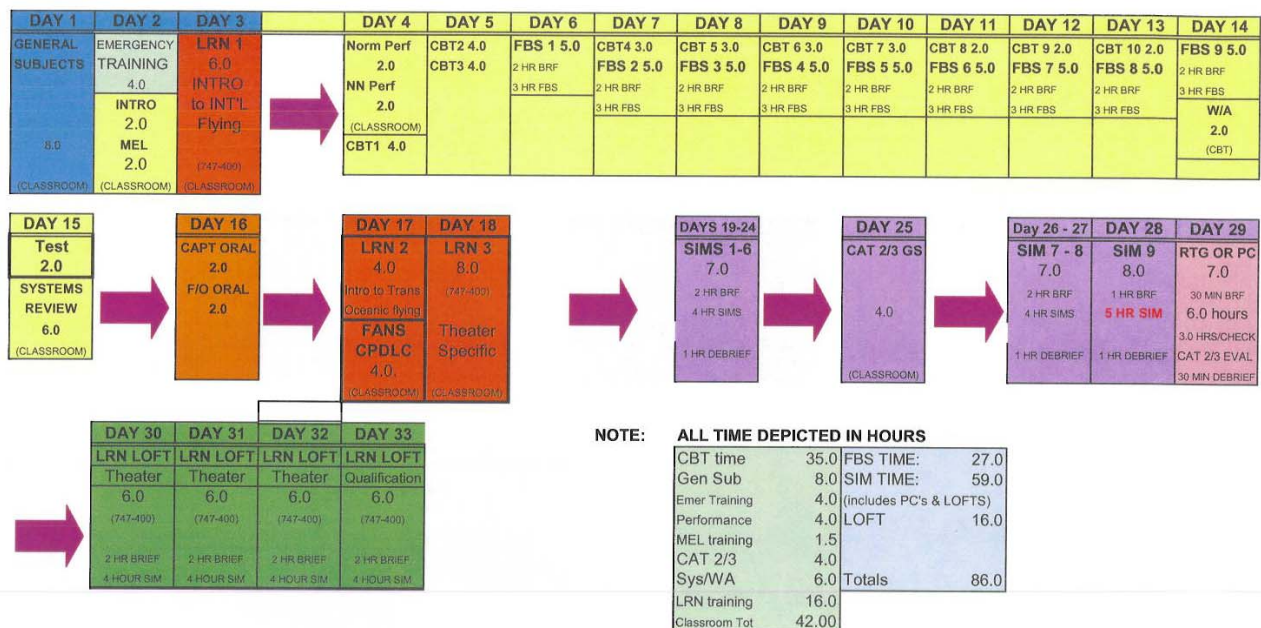 DAY 1
GENERAL
SUBJECTS
8.0
(CLASSROOM)
DAY 2
EMERGENCY
TRAINING
4.0
INTRO
2.0
MEL
2.0
(CLASSROOM)
DAY 3
LRN 1
6.0
INTRO
to INT'L
Flying
(747-400)
(CLASSROOM)
DAY 4
Norm Perf
2.0
NN Perf
2.0
(CLASSROOM)
CBT1 4.0
DAY 5
CBT2 4.0
CBT3 4.0
DAY 6
FBS 1 5.0
2 HR BRF
3 HR FBS
DAY 7
CBT4 3.0
FBS 2 5.0
2 HR BRF
3 HR FBS
DAY 8
CBT 5 3.0
FBS 3 5.0
2 HR BRF
3 HR FBS
DAY 9
CBT 6 3.0
FBS 4 5.0
2 HR BRF
3 HR FBS
DAY 10
CBT 7 3.0
FBS 5 5.0
2 HR BRF
3 HR FBS
DAY 11
CBT 8 2.0
FBS 6 5.0
2 HR BRF
3 HR FBS
DAY 12
CBT 9 2.0
FBS 7 5.0
2 HR BRF
3 HR FBS
DAY 13
CBT 10 2.0
FBS 8 5.0
2 HR BRF
3 HR FBS
DAY 14
FBS 9 5.0
2 HR BRF
3 HR FBS
W/A
2.0
(CBT)
DAY 15
Test
2.0
SYSTEMS
REVIEW
6.0
(CLASSROOM)
DAY 16
CAPT ORAL
2.0
F/O ORAL
2.0
DAY 17
LRN 2
4.0
Intro to Trans
Oceanic flying
FANS
CPDLC
4.0.
(CLASSROOM)
DAY 18
LRN 3
8.0
(747-400)
Theater
Specific
(CLASSROOM)
DAYS 19-24
SIMS 1-6
7.0
2 HR BRF
4 HR SIMS
1 HR DEBRIEF
DAY 25
CAT 2/3 GS
4.0
(CLASSROOM)
Day 26 - 27
SIM 7 - 8
7.0
2 HR BRF
4 HR SIMS
1 HR DEBRIEF
DAY 28
SIM 9
8.0
1 HR BRF
5 HR SIM
1 HR DEBRIEF
DAY 29
RTG OR PC
7.0
30 MIN BRF
6.0 hours
3.0 HRS/CHECK
CAT 2/3 EVAL
30 MIN DEBRIEF
DAY 30
LRN LOFT
Theater
6.0
(747-400)
2 HR BRIEF
4 HOUR SIM
DAY 31
LRN LOFT
Theater
6.0
(747-400)
2 HR BRIEF
4 HOUR SIM
DAY 32
LRN LOFT
Theater
6.0
(747-400)
2 HR BRIEF
4 HOUR SIM
DAY 33
LRN LOFT
Qualification
6.0
(747-400)
2 HR BRIEF
4 HOUR SIM
NOTE: ALL TIME DEPICTED IN HOURS
CBT time 35.0 FBS TIME: 27.0
Gen Sub 8.0 SIM TIME: 59.0
Emer Training 4.0 (includes PC's & LOFTS)
Performance 4.0 LOFT 16.0
MEL training 1.5
CAT 2/3 4.0
Sys/WA 6.0 Totals 86.0
LRN training 16.0
Classroom Tot 42.00